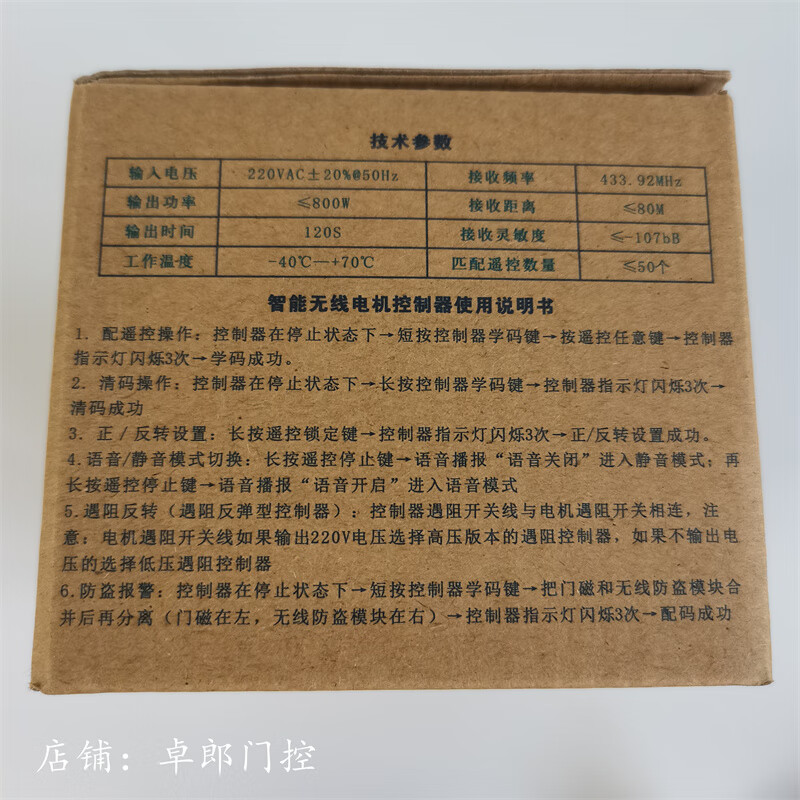 技术参数
输入电压 220VAC±20%@50Hz 接收频率 433.92MHz
输出功率 ≤800W 接收距离 ≤80M
输出时间 120S 接收灵敏度 ≤-107bB
工作温度 -40℃—+70℃ 匹配遥控数量 ≤50个
智能无线电机控制器使用说明书
1. 配遥控操作：控制器在停止状态下→短按控制器学码键→按遥控任意键→控制器
指示灯闪烁3次→学码成功。
2. 清码操作：控制器在停止状态下→长按控制器学码键→控制器指示灯闪烁3次→
清码成功
3. 正/反转设置：长按遥控锁定键→控制器指示灯闪烁3次→正/反转设置成功。
4.语音/静音模式切换：长按遥控停止键→语音播报“语音关闭”进入静音模式；再
长按遥控停止键→语音播报“语音开启”进入语音模式
5.遇阻反转（遇阻反弹型控制器）：控制器遇阻开关线与电机遇阻开关相连，注
意：电机遇阻开关线如果输出220V电压选择高压版本的遇阻控制器，如果不输出电
压的选择低压遇阻控制器
6.防盗报警：控制器在停止状态下→短按控制器学码键→把门磁和无线防盗模块合
并后再分离（门磁在左，无线防盗模块在右）→控制器指示灯闪烁3次→配码成功
店铺：卓郎门控